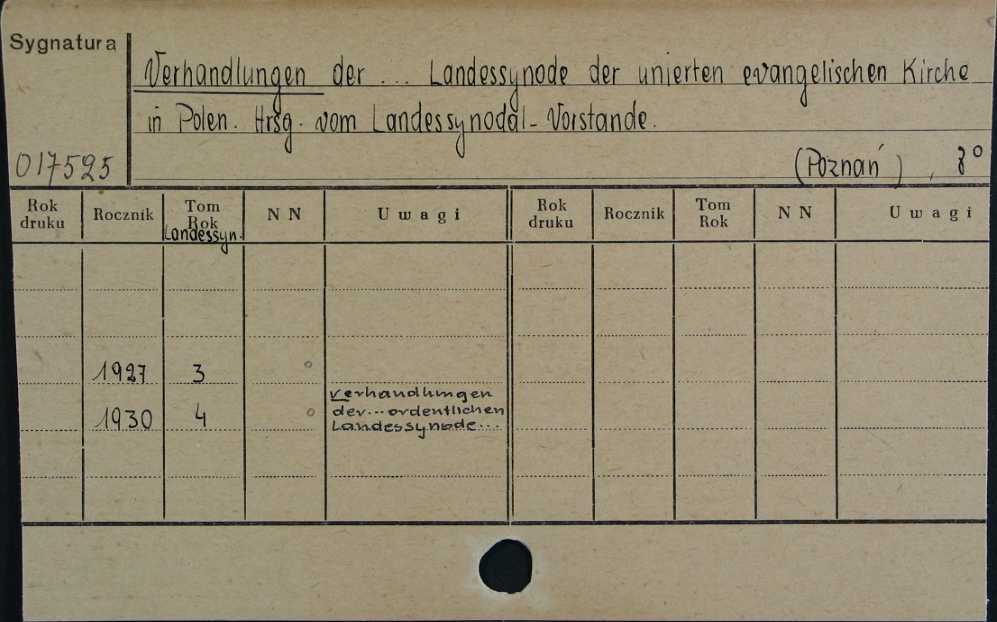 Sygnatura
Verhandlungen der ... Landessynode der unierten evangelischen Kirche
in Polen. Hrsg. vom Landessynodal-Vorstande.
017525
(Poznań), 8°
Rok druku Rocznik Tom Rok NN Uwagi Rok druku Rocznik Tom Rok NN Uwagi
Landessyn.
1927 3 o
Verhandlungen
1930 4 o der... ordentlichen
Landessynode...